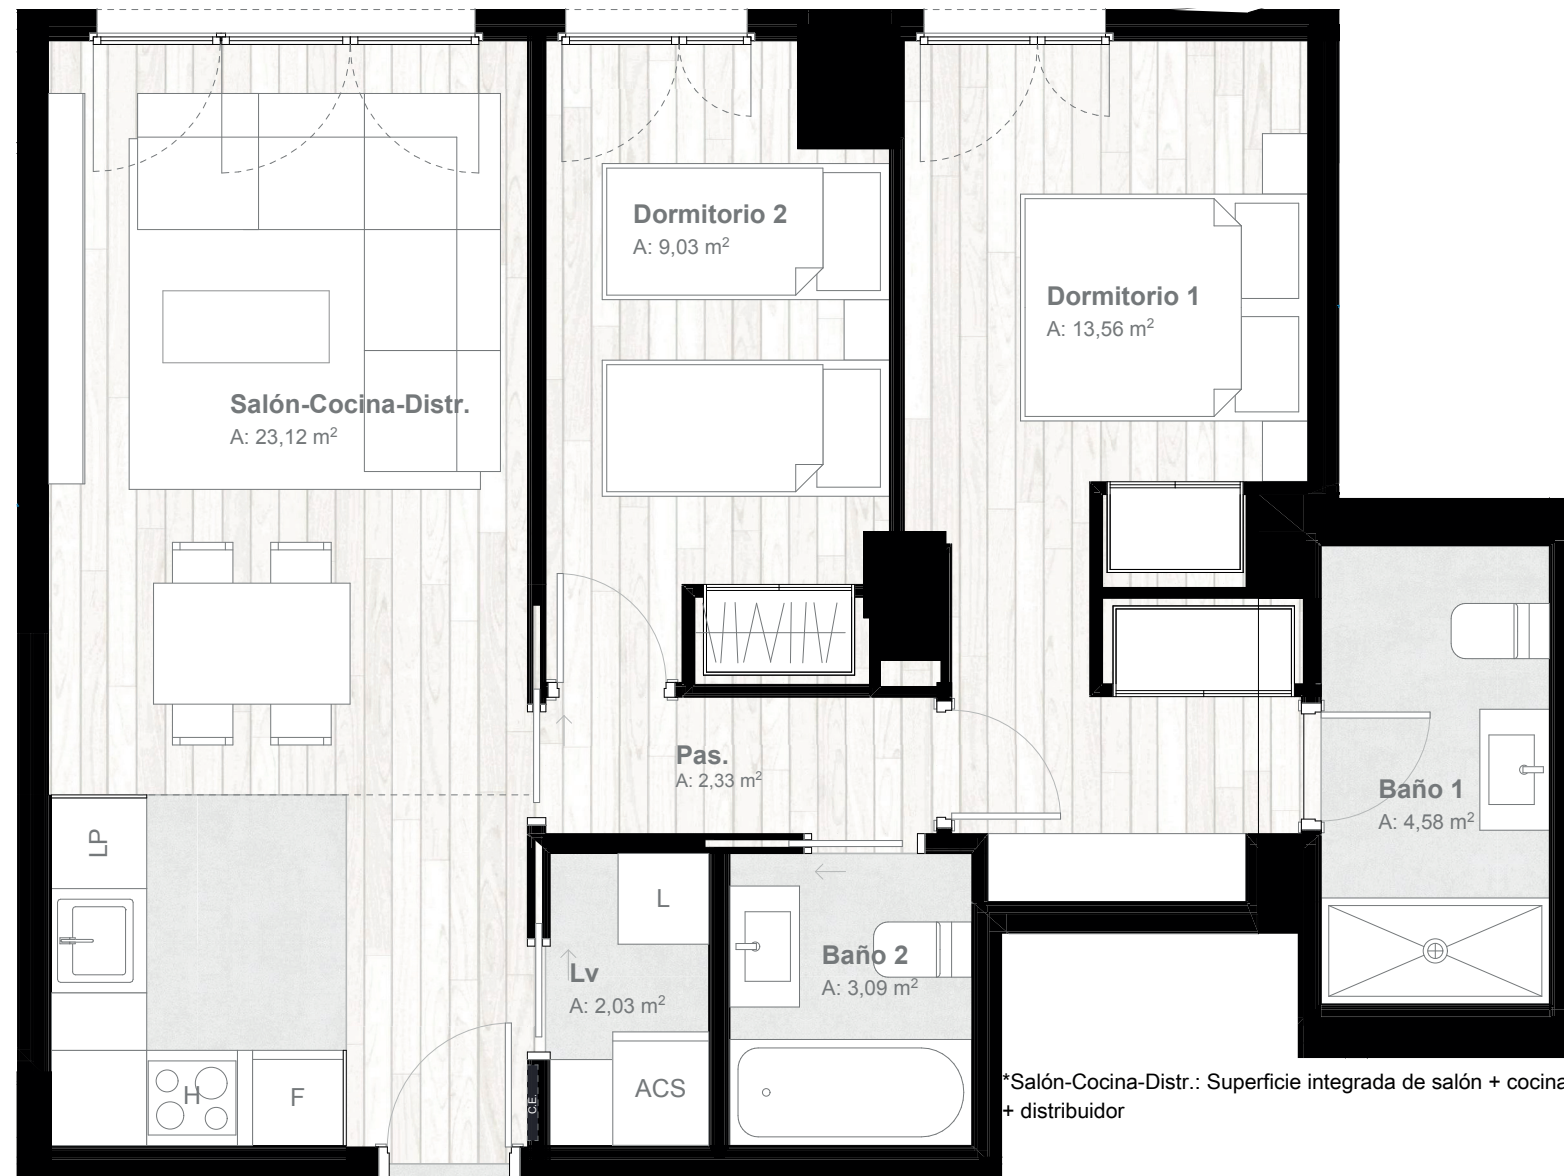 Dormitorio 2
A: 9,03 m²
Dormitorio 1
A: 13,56 m²
Salón-Cocina-Distr.
A: 23,12 m²
Pas.
A: 2,33 m²
Baño 1
A: 4,58 m²
LP
L
Baño 2
A: 3,09 m²
Lv
A: 2,03 m²
H
F
C.E.
ACS
*Salón-Cocina-Distr.: Superficie integrada de salón + cocina
+ distribuidor